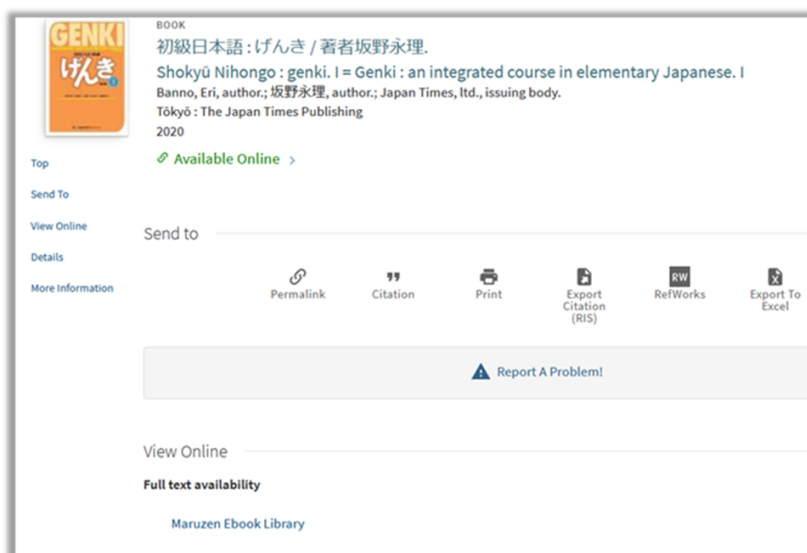 GENKI
げんき
BOOK
初級日本語 : げんき / 著者坂野永理.
Shokyū Nihongo : genki. I = Genki : an integrated course in elementary Japanese. I
Banno, Eri, author.; 坂野永理, author.; Japan Times, ltd., issuing body.
Tōkyō : The Japan Times Publishing
2020
Available Online >
Top
Send To
View Online
Details
More Information
Send to
Permalink
Citation
Print
Export
Citation
(RIS)
RW
RefWorks
Export To
Excel
Report A Problem!
View Online
Full text availability
Maruzen Ebook Library